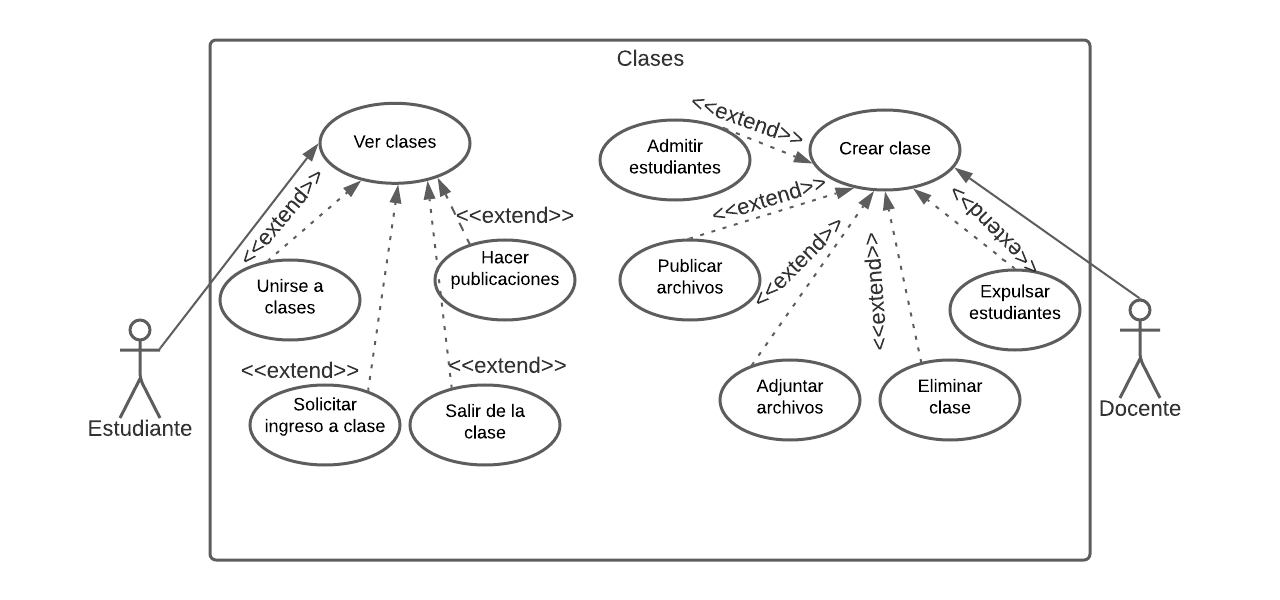 Clases
Ver clases
<<extend>>
Unirse a
clases
<<extend>>
Hacer
publicaciones
<<extend>>
Solicitar
ingreso a clase
<<extend>>
Salir de la
clase
Estudiante
<<extend>>
Admitir
estudiantes
Crear clase
<<extend>>
Publicar
archivos
<<extend>>
Adjuntar
archivos
<<extend>>
Eliminar
clase
<<extend>>
Expulsar
estudiantes
Docente